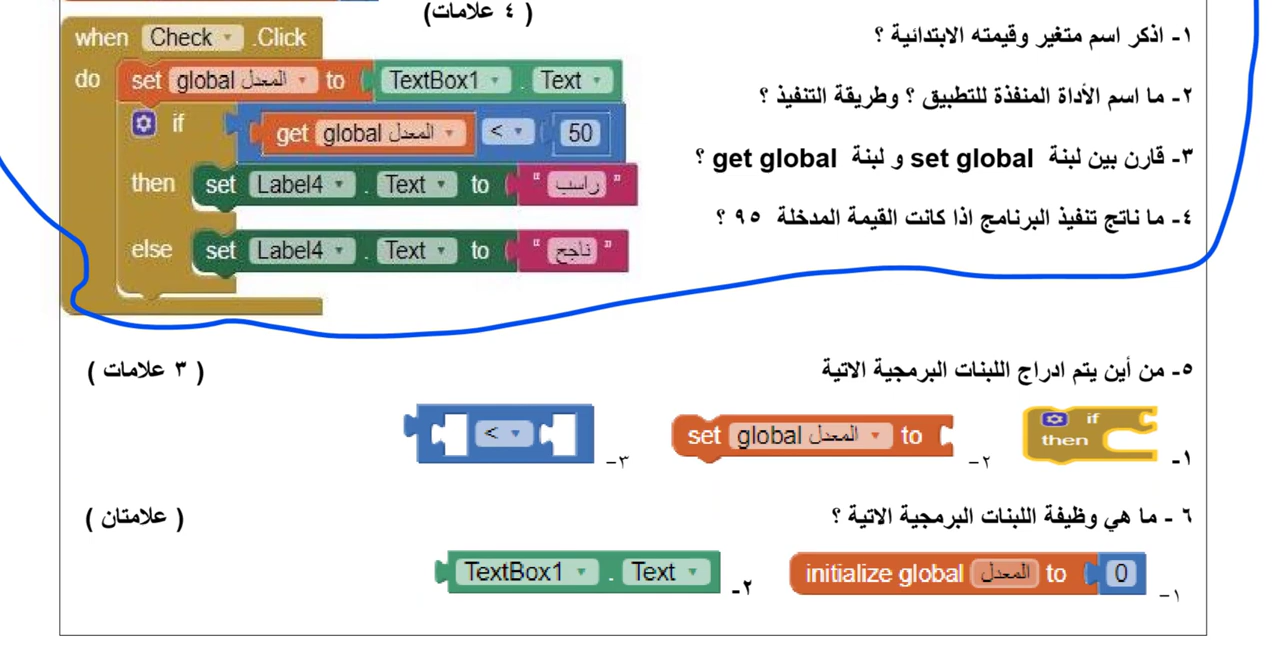 ( ٤ علامات)
١- اذكر اسم متغير وقيمته الابتدائية ؟
٢- ما اسم الأداة المنفذة للتطبيق ؟ وطريقة التنفيذ ؟
٣- قارن بين لبنة set global و لبنة get global ؟
٤- ما ناتج تنفيذ البرنامج اذا كانت القيمة المدخلة ٩٥ ؟
when Check .Click
do set global المعدل to TextBox1 . Text
if get global المعدل < 50
then set Label4 . Text to " راسب "
else set Label4 . Text to " ناجح "
٥- من أين يتم ادراج اللبنات البرمجية الاتية ( ٣ علامات )
١- if then
٢- set global المعدل to
٣- <
٦ - ما هي وظيفة اللبنات البرمجية الاتية ؟ ( علامتان )
١- initialize global المعدل to 0
٢- TextBox1 . Text